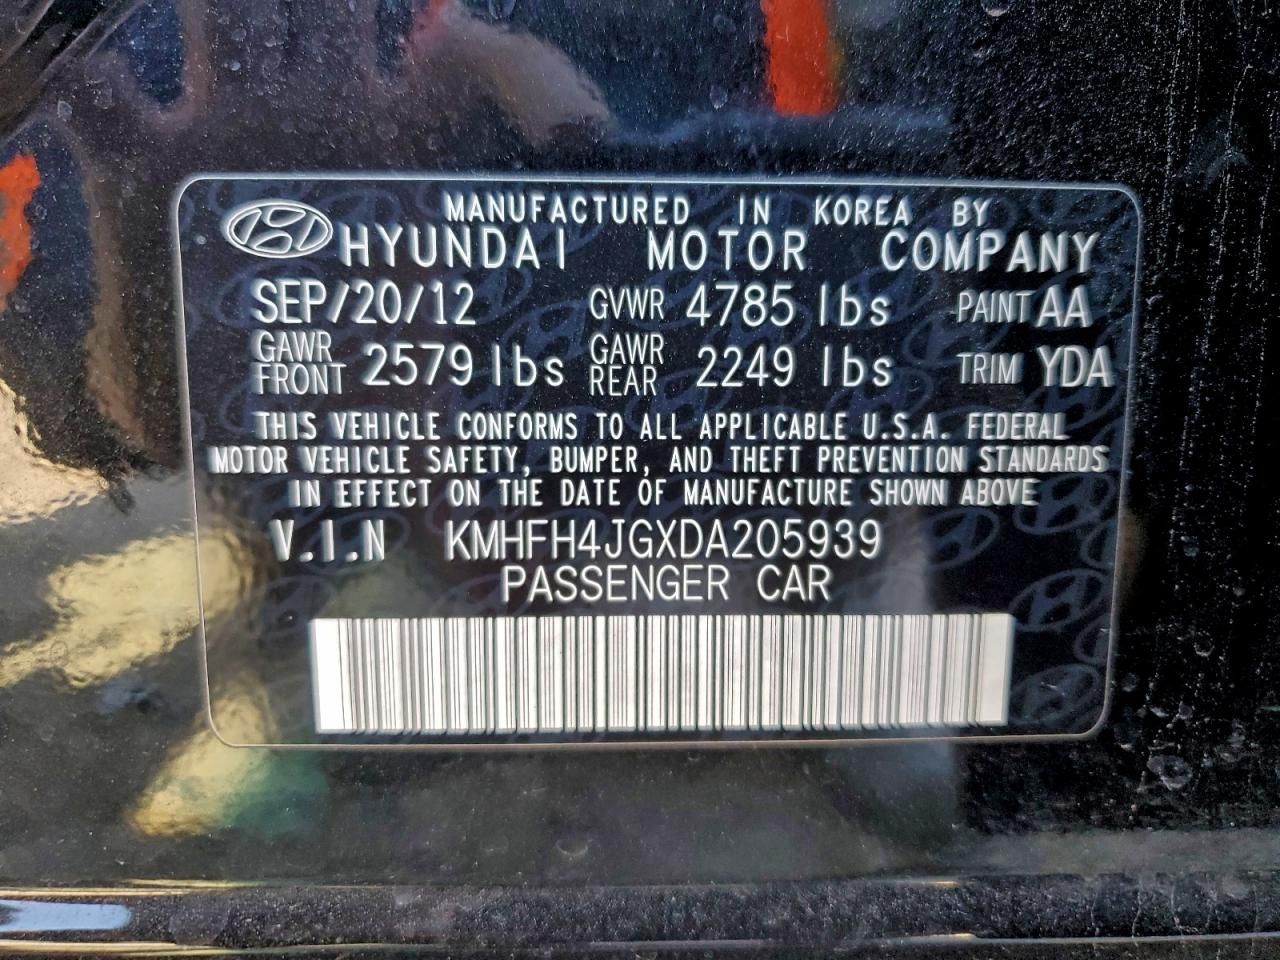 MANUFACTURED IN KOREA BY
HYUNDAI MOTOR COMPANY
SEP/20/12 GVWR 4785 lbs PAINT AA
GAWR FRONT 2579 lbs GAWR REAR 2249 lbs TRIM YDA
THIS VEHICLE CONFORMS TO ALL APPLICABLE U.S.A. FEDERAL
MOTOR VEHICLE SAFETY, BUMPER, AND THEFT PREVENTION STANDARDS
IN EFFECT ON THE DATE OF MANUFACTURE SHOWN ABOVE
V.I.N KMHFH4JGXDA205939
PASSENGER CAR